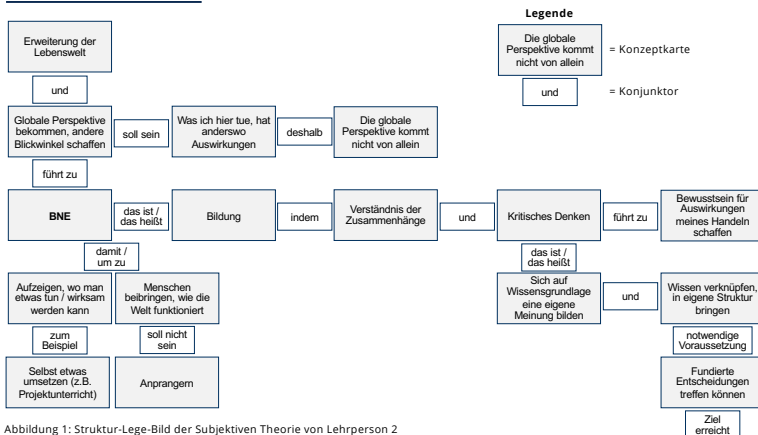 Legende
Die globale
Perspektive kommt
nicht von allein
= Konzeptkarte
und
= Konjunktor
Erweiterung der
Lebenswelt
und
Globale Perspektive
bekommen, andere
Blickwinkel schaffen
soll sein
Was ich hier tue, hat
anderswo
Auswirkungen
deshalb
Die globale
Perspektive kommt
nicht von allein
führt zu
BNE
das ist /
das heißt
Bildung
indem
Verständnis der
Zusammenhänge
und
Kritisches Denken
führt zu
Bewusstsein für
Auswirkungen
meines Handeln
schaffen
damit /
um zu
das ist /
das heißt
Aufzeigen, wo man
etwas tun / wirksam
werden kann
Menschen
beibringen, wie die
Welt funktioniert
Sich auf
Wissensgrundlage
eine eigene
Meinung bilden
und
Wissen verknüpfen,
in eigene Struktur
bringen
zum
Beispiel
soll nicht
sein
notwendige
Voraussetzung
Selbst etwas
umsetzen (z.B.
Projektunterricht)
Anprangern
Fundierte
Entscheidungen
treffen können
Ziel
erreicht
Abbildung 1: Struktur-Lege-Bild der Subjektiven Theorie von Lehrperson 2